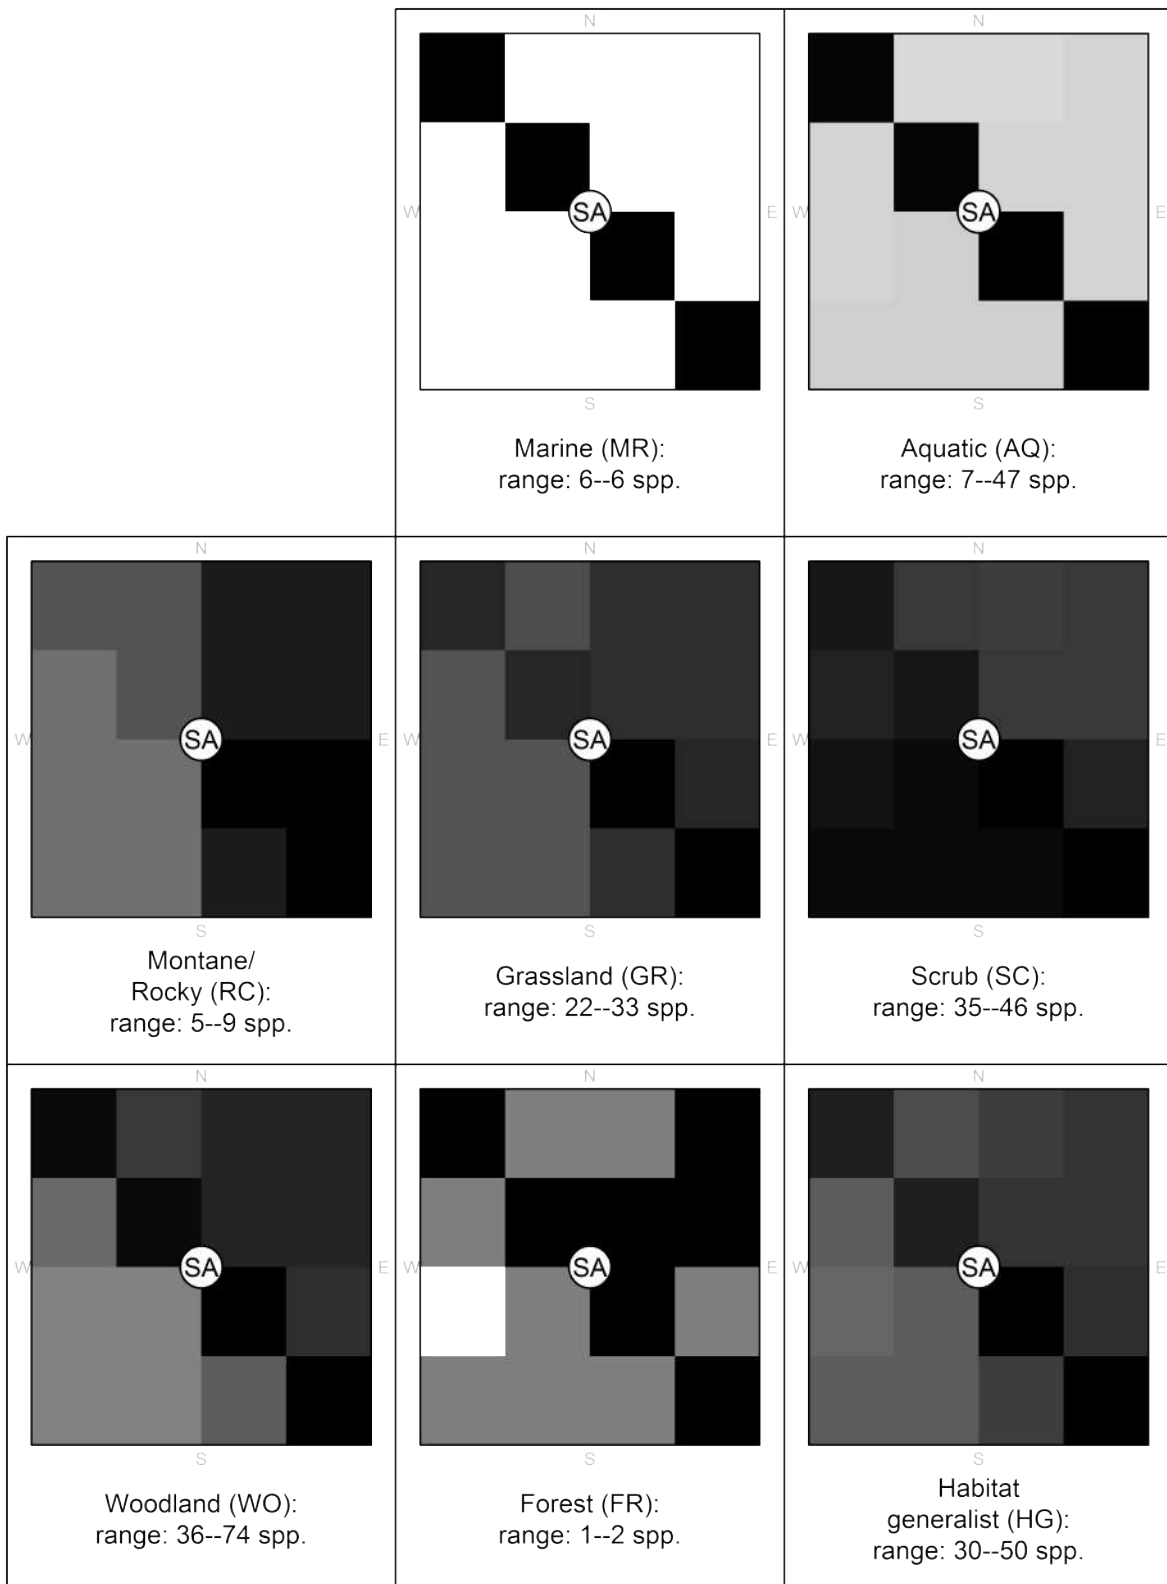 N
N
W
SA
E
W
SA
E
S
S
Marine (MR):
range: 6--6 spp.
Aquatic (AQ):
range: 7--47 spp.
N
N
N
W
SA
E
W
SA
E
W
SA
E
S
S
S
Montane/
Rocky (RC):
range: 5--9 spp.
Grassland (GR):
range: 22--33 spp.
Scrub (SC):
range: 35--46 spp.
N
N
N
W
SA
E
W
SA
E
W
SA
E
S
S
S
Woodland (WO):
range: 36--74 spp.
Forest (FR):
range: 1--2 spp.
Habitat
generalist (HG):
range: 30--50 spp.